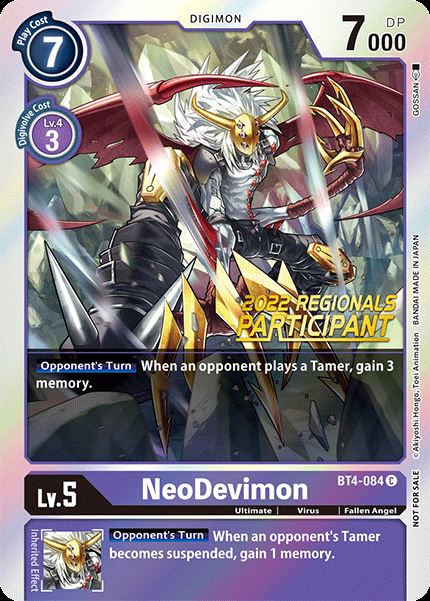 Play Cost
7
DIGIMON
7000
DP
Digivolve Cost
Lv.4
3
GOSSAN
©Akiyoshi Hongo, Toei Animation BANDAI MADE IN JAPAN
NOT FOR SALE
2022 REGIONALS
PARTICIPANT
Opponent's Turn When an opponent plays a Tamer, gain 3
memory.
BT4-084 C
Lv.5 NeoDevimon
Ultimate | Virus | Fallen Angel
Inherited Effect
Opponent's Turn When an opponent's Tamer
becomes suspended, gain 1 memory.